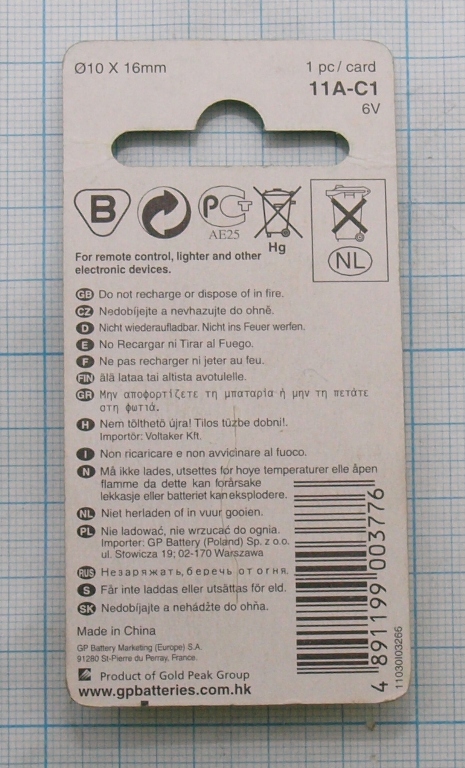 Ø10 X 16mm
1 pc / card
11A-C1
6V
B
PC T
AE25
Hg
NL
For remote control, lighter and other
electronic devices.
GB Do not recharge or dispose of in fire.
CZ Nedobíjejte a nevhazujte do ohně.
D Nicht wiederaufladbar. Nicht ins Feuer werfen.
E No Recargar ni Tirar al Fuego.
F Ne pas recharger ni jeter au feu.
FIN älä lataa tai altista avotulelle.
GR Μην αποφορτίζετε τη μπαταρία ή μην τη πετάτε
στη φωτιά.
H Nem tölthetö újra! Tilos tűzbe dobni!.
Importör: Voltaker Kft.
I Non ricaricare e non avvicinare al fuoco.
N Må ikke lades, utsettes for hoye temperaturer elle åpen
flamme da dette kan forårsake
lekkasje eller batteriet kan eksplodere.
NL Niet herladen of in vuur gooien.
PL Nie ladować, nie wrzucać do ognia.
Importer: GP Battery (Poland) Sp. z o.o.
ul. Stowicza 19; 02-170 Warszawa
RUS Незаряжать, беречь от огня.
S Får inte laddas eller utsättas för eld.
SK Nedobíjajte a nehádžte do ohňa.
Made in China
GP Battery Marketing (Europe) S.A.
91280 St-Pierre du Perray, France.
Product of Gold Peak Group
www.gpbatteries.com.hk
4 891199 003776
11030I03266